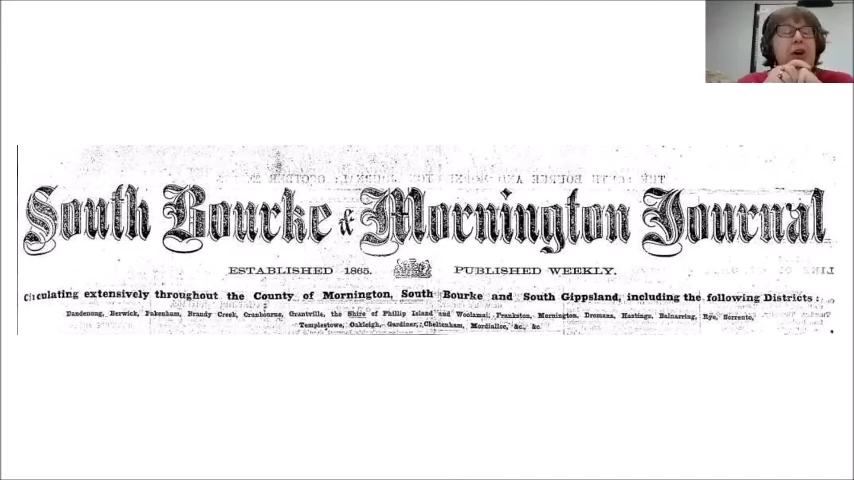 South Bourke & Mornington Journal
ESTABLISHED 1865. PUBLISHED WEEKLY.
Circulating extensively throughout the County of Mornington, South Bourke and South Gippsland, including the following Districts:
Dandenong, Berwick, Pakenham, Brandy Creek, Cranbourne, Grantville, the Shire of Phillip Island and Woolamai, Frankston, Mornington, Dromana, Hastings, Balnarring, Rye, Sorrento,
Templestowe, Oakleigh, Gardiner, Cheltenham, Mordialloc, &c., &c.